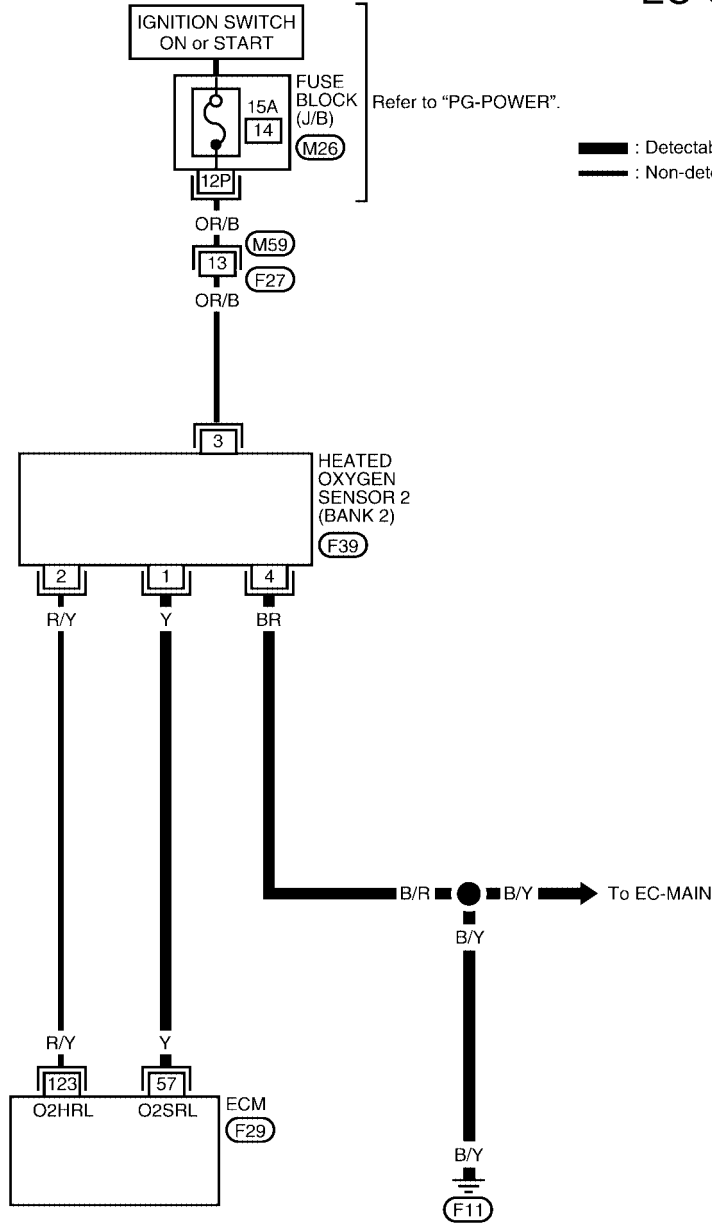 IGNITION SWITCH
ON or START
FUSE
BLOCK
(J/B)
15A
14
M26
Refer to “PG-POWER”.
12P
: Detectab
: Non-dete
OR/B
M59
13
F27
OR/B
3
HEATED
OXYGEN
SENSOR 2
(BANK 2)
F39
2
1
4
R/Y
Y
BR
B/R
B/Y
To EC-MAIN
B/Y
R/Y
Y
123
57
O2HRL
O2SRL
ECM
F29
B/Y
F11